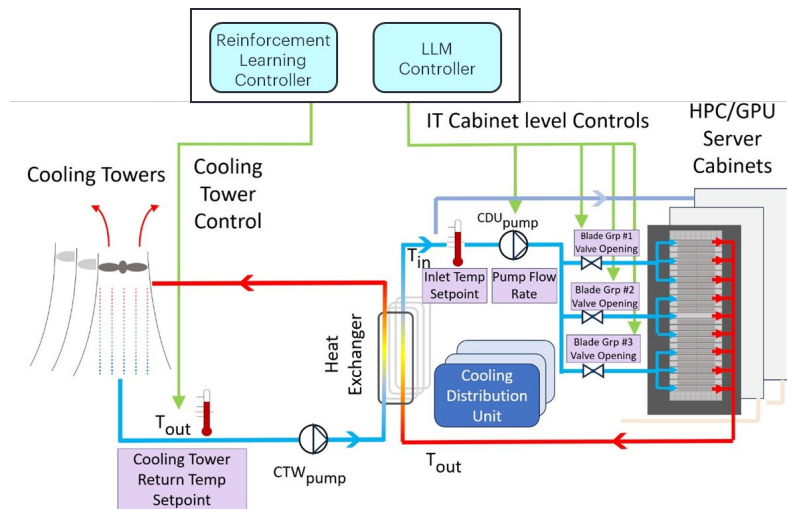 Reinforcement
Learning
Controller
LLM
Controller
IT Cabinet level Controls
HPC/GPU
Server
Cabinets
Cooling Towers
Cooling
Tower
Control
CDUpump
Tin
Inlet Temp
Setpoint
Pump Flow
Rate
Blade Grp #1
Valve Opening
Blade Grp #2
Valve Opening
Blade Grp #3
Valve Opening
Heat
Exchanger
Cooling
Distribution
Unit
Tout
CTWpump
Tout
Cooling Tower
Return Temp
Setpoint